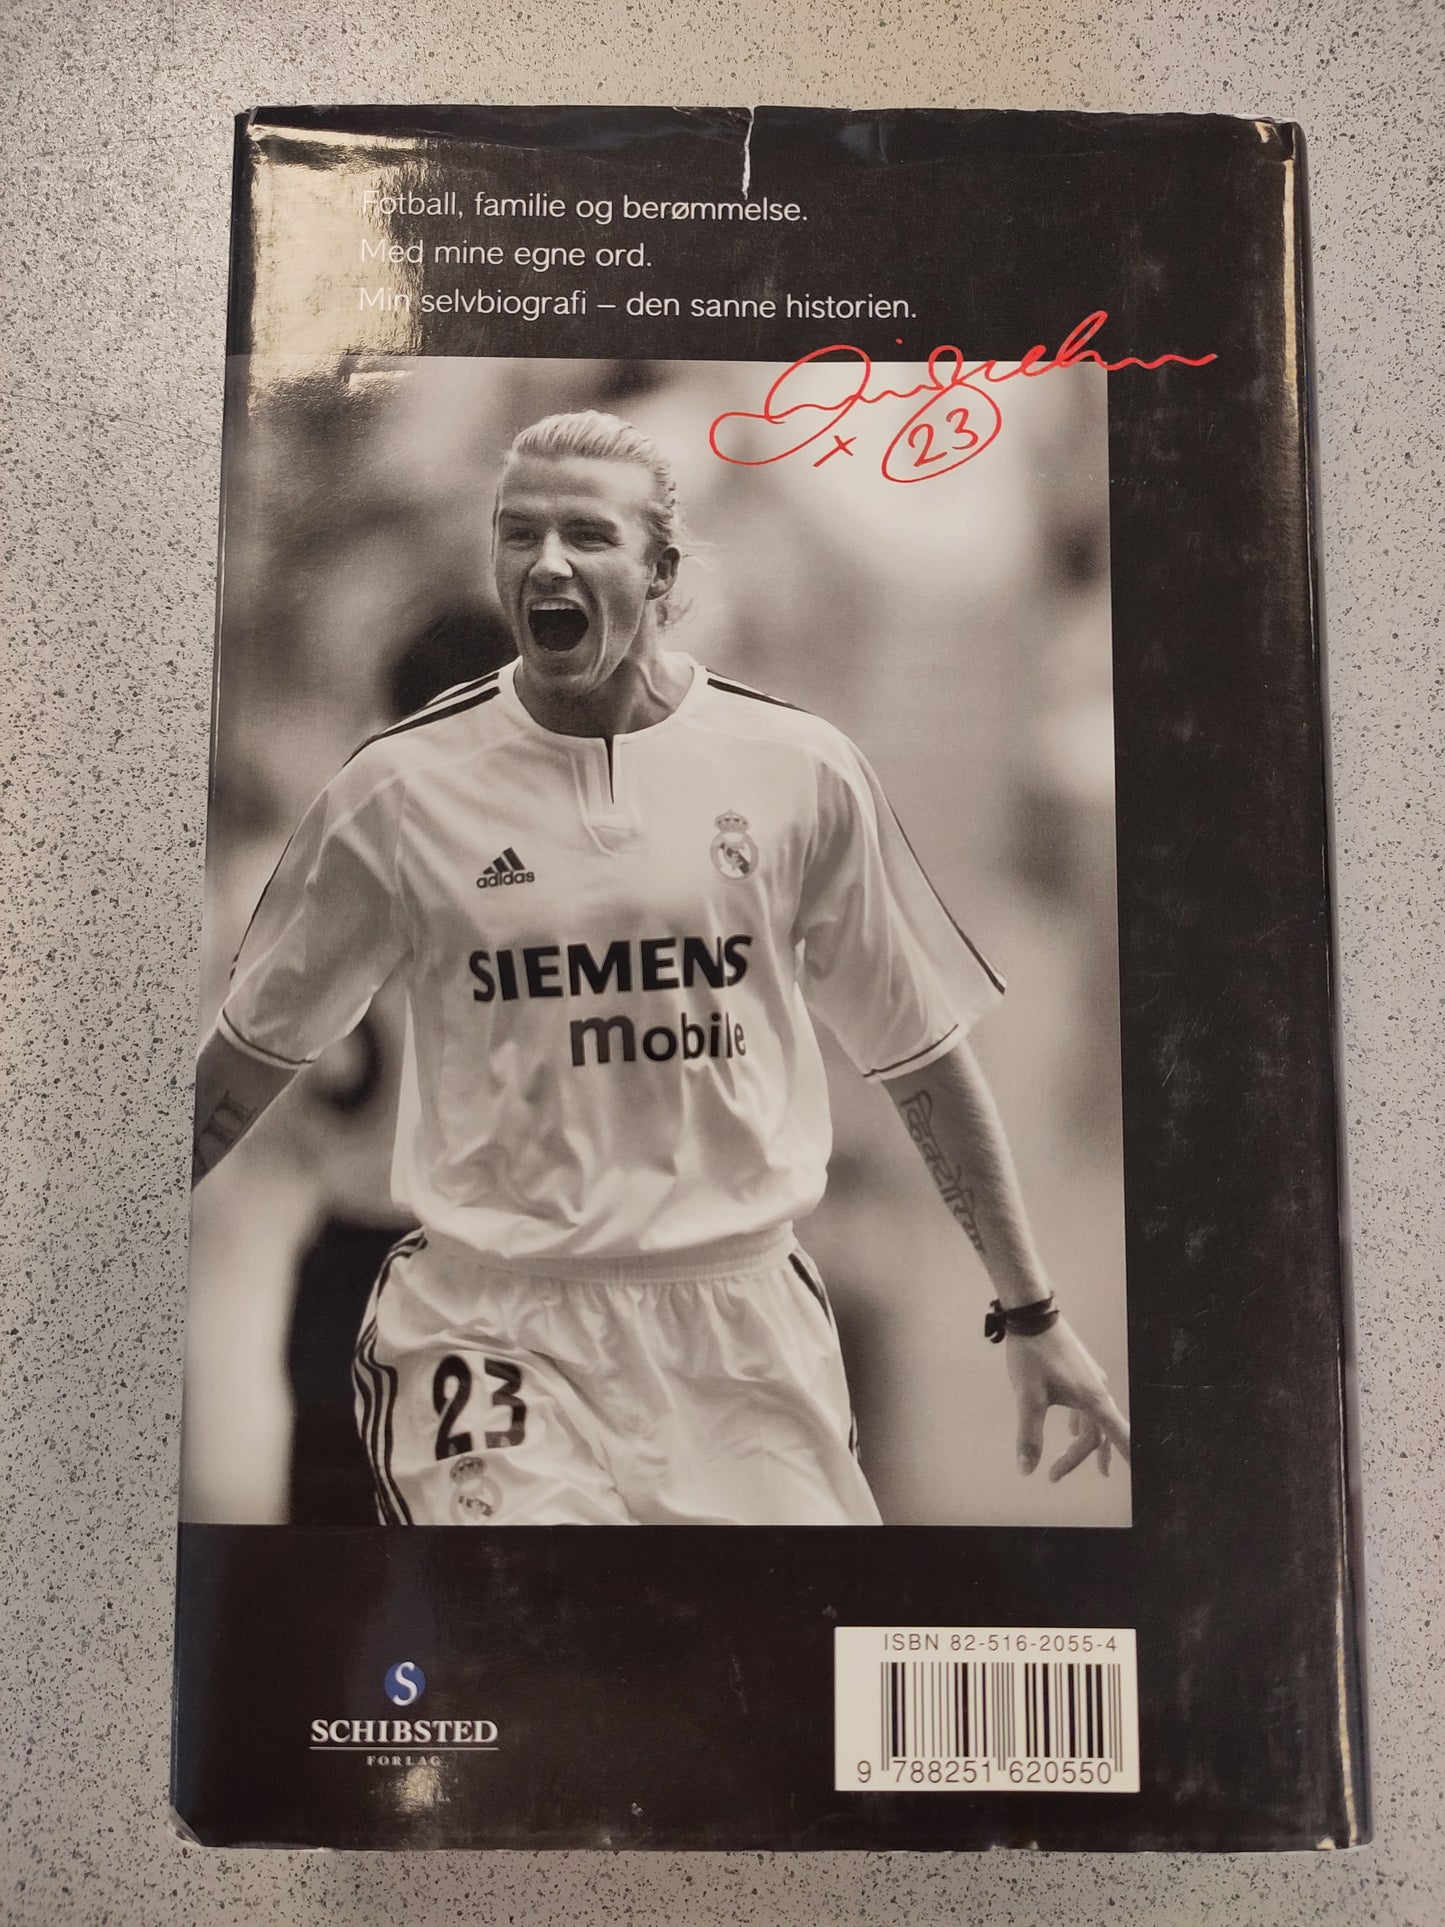 Fotball, familie og berømmelse.
Med mine egne ord.
Min selvbiografi – den sanne historien.
x 23
adidas
SIEMENS
mobile
23
S
SCHIBSTED
FORLAG
ISBN 82-516-2055-4
9 788251 620550